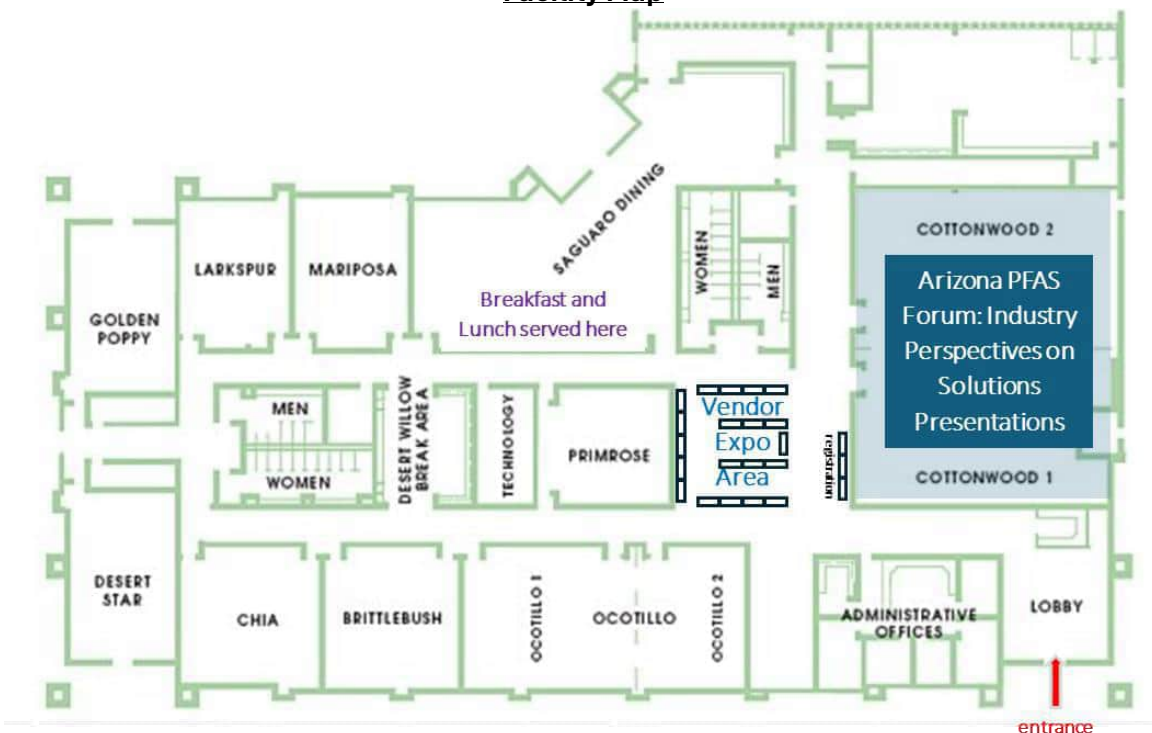 Facility Map
COTTONWOOD 2
SAGUARO DINING
WOMEN
MEN
LARKSPUR
MARIPOSA
Breakfast and
Lunch served here
GOLDEN
POPPY
Arizona PFAS
Forum: Industry
Perspectives on
Solutions
Presentations
MEN
WOMEN
DESERT WILLOW
BREAK AREA
TECHNOLOGY
PRIMROSE
Vendor
Expo
Area
registration
COTTONWOOD 1
DESERT
STAR
CHIA
BRITTLEBUSH
OCOTILLO 1
OCOTILLO
OCOTILLO 2
ADMINISTRATIVE
OFFICES
LOBBY
entrance